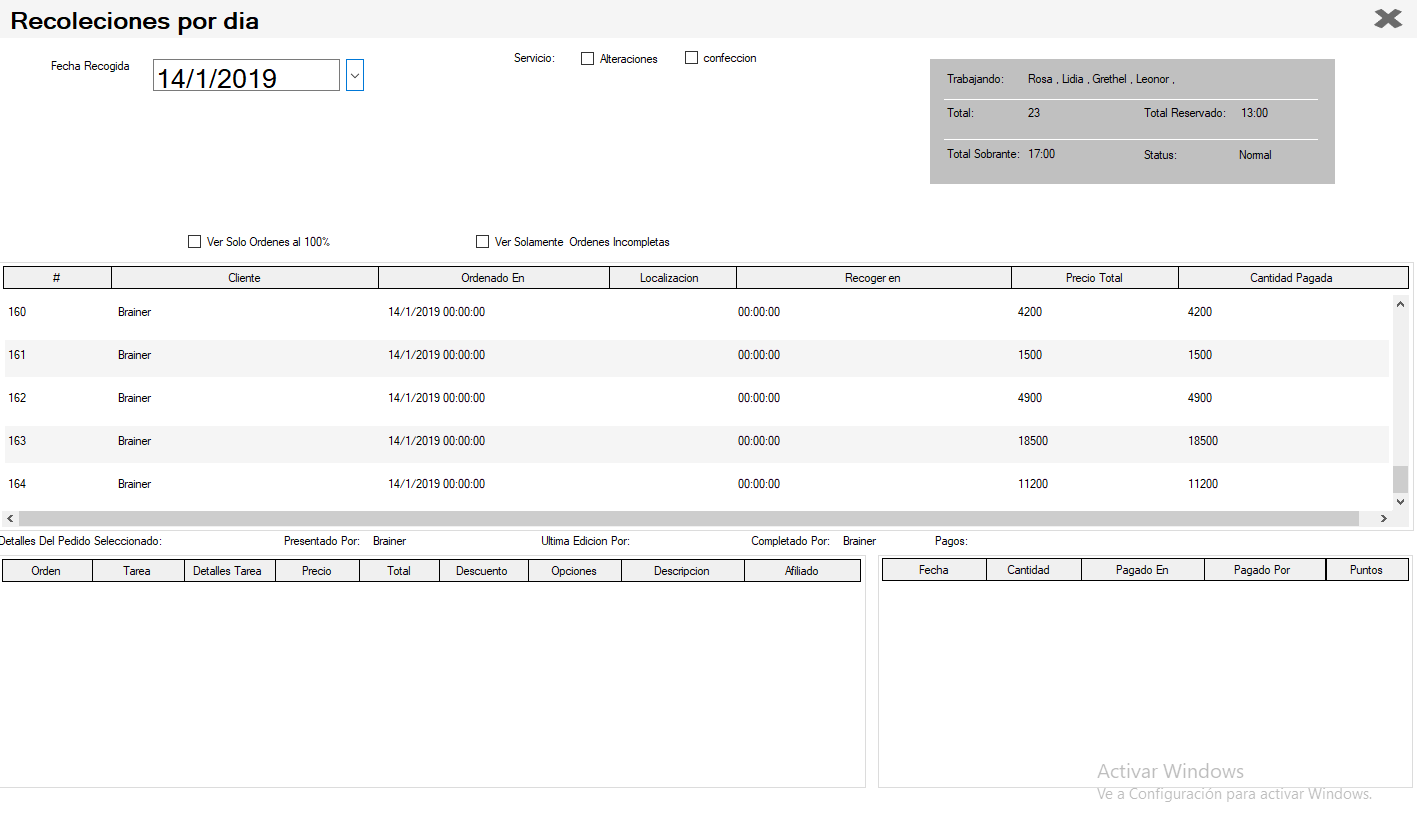 Recoleciones por dia
Fecha Recogida
14/1/2019
Servicio: Alteraciones confeccion
Trabajando: Rosa , Lidia , Grethel , Leonor ,
Total: 23 Total Reservado: 13:00
Total Sobrante: 17:00 Status: Normal
Ver Solo Ordenes al 100% Ver Solamente Ordenes Incompletas
# Cliente Ordenado En Localizacion Recoger en Precio Total Cantidad Pagada
160 Brainer 14/1/2019 00:00:00 00:00:00 4200 4200
161 Brainer 14/1/2019 00:00:00 00:00:00 1500 1500
162 Brainer 14/1/2019 00:00:00 00:00:00 4900 4900
163 Brainer 14/1/2019 00:00:00 00:00:00 18500 18500
164 Brainer 14/1/2019 00:00:00 00:00:00 11200 11200
Detalles Del Pedido Seleccionado: Presentado Por: Brainer Ultima Edicion Por: Completado Por: Brainer Pagos:
Orden Tarea Detalles Tarea Precio Total Descuento Opciones Descripcion Afiliado
Fecha Cantidad Pagado En Pagado Por Puntos
Activar Windows
Ve a Configuración para activar Windows.